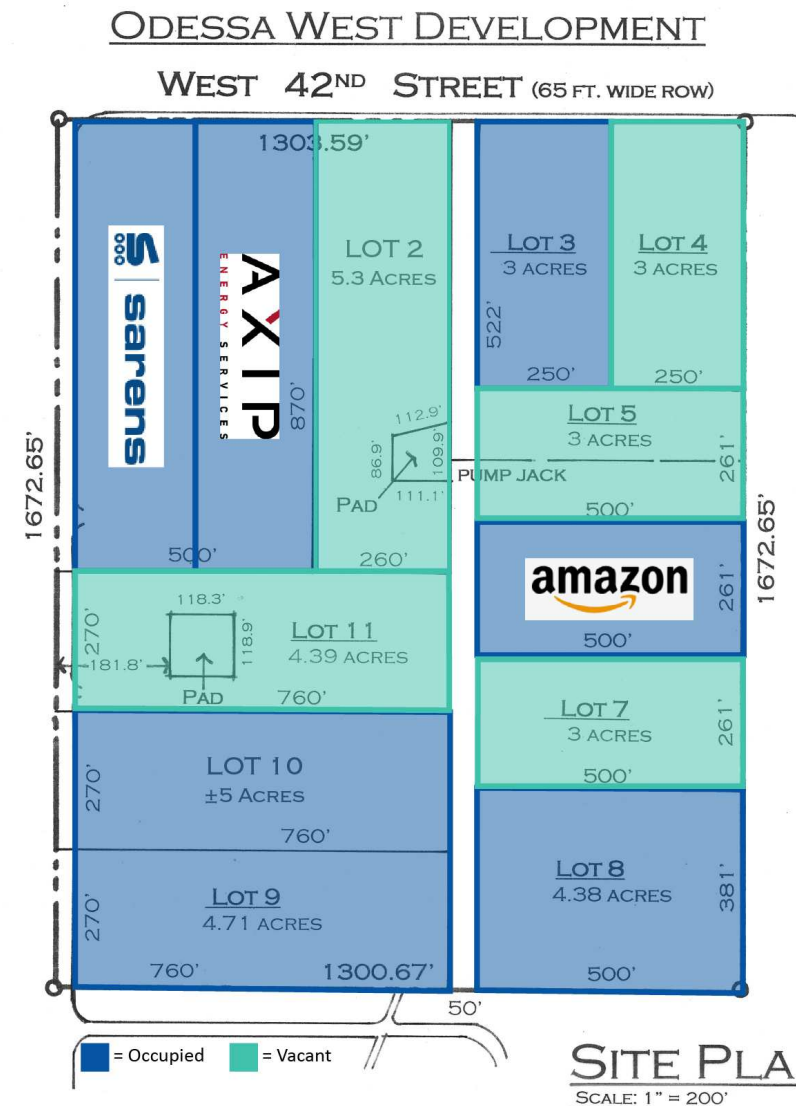 ODESSA WEST DEVELOPMENT
WEST 42ND STREET (65 FT. WIDE ROW)
1303.59'
S
sarens
AXIP
ENERGY SERVICES
870'
500'
LOT 2
5.3 ACRES
112.9'
86.9'
109.9'
111.1'
PAD
260'
PUMP JACK
LOT 3
3 ACRES
522'
250'
LOT 4
3 ACRES
250'
LOT 5
3 ACRES
261'
500'
1672.65'
1672.65'
amazon
261'
500'
118.3'
118.9'
270'
181.8'
PAD
LOT 11
4.39 ACRES
760'
LOT 7
3 ACRES
261'
500'
LOT 10
±5 ACRES
270'
760'
LOT 9
4.71 ACRES
270'
760'
1300.67'
LOT 8
4.38 ACRES
381'
500'
50'
= Occupied
= Vacant
SITE PLA
SCALE: 1" = 200'